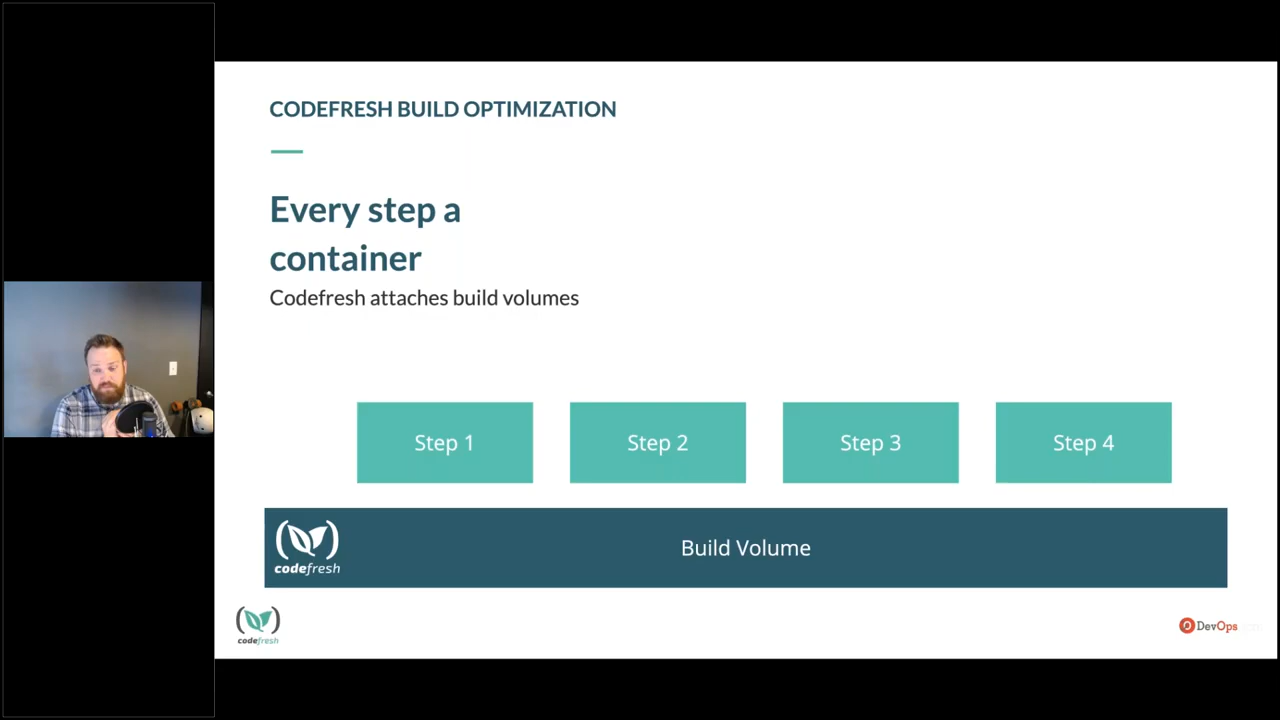 CODEFRESH BUILD OPTIMIZATION
Every step a
container
Codefresh attaches build volumes
Step 1
Step 2
Step 3
Step 4
codefresh
Build Volume
codefresh
DevOps.com